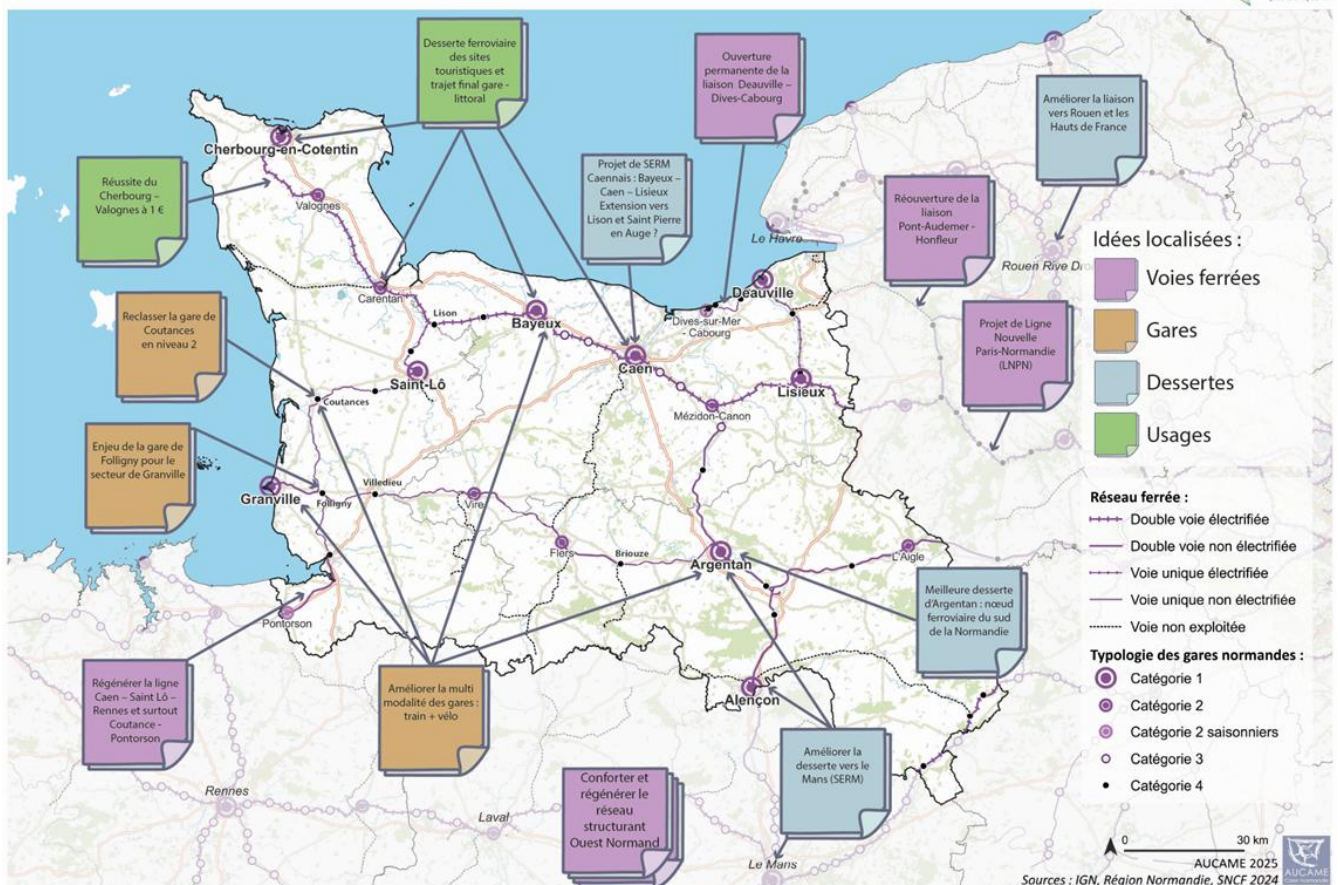 Desserte ferroviaire
des sites
touristiques et
trajet final gare -
littoral
Ouverture
permanente de la
liaison Deauville –
Dives-Cabourg
Améliorer la liaison
vers Rouen et les
Hauts de France
Cherbourg-en-Cotentin
Réussite du
Cherbourg –
Valognes à 1 €
Valognes
Projet de SERM
Caennais : Bayeux –
Caen – Lisieux
Extension vers
Lison et Saint Pierre
en Auge ?
Réouverture de la
liaison
Pont-Audemer -
Honfleur
Le Havre
Rouen Rive Dro
Idées localisées :
Voies ferrées
Gares
Dessertes
Usages
Carentan
Deauville
Lison
Bayeux
Dives-sur-Mer
- Cabourg
Reclasser la gare de
Coutances
en niveau 2
Projet de Ligne
Nouvelle
Paris-Normandie
(LNPN)
Caen
Saint-Lô
Lisieux
Coutances
Mézidon-Canon
Enjeu de la gare de
Folligny pour le
secteur de Granville
Granville
Folligny
Villedieu
Vire
Flers
Briouze
Argentan
L'Aigle
Réseau ferrée :
Double voie électrifiée
Double voie non électrifiée
Voie unique électrifiée
Voie unique non électrifiée
Voie non exploitée
Typologie des gares normandes :
Catégorie 1
Catégorie 2
Catégorie 2 saisonniers
Catégorie 3
Catégorie 4
Pontorson
Meilleure desserte
d'Argentan : nœud
ferroviaire du sud
de la Normandie
Régénérer la ligne
Caen – Saint Lô –
Rennes et surtout
Coutance -
Pontorson
Améliorer la multi
modalité des gares :
train + vélo
Alençon
Améliorer la
desserte vers le
Mans (SERM)
Conforter et
régénérer le
réseau
structurant
Ouest Normand
Rennes
Laval
Le Mans
0 30 km
AUCAME 2025
Sources : IGN, Région Normandie, SNCF 2024
AUCAME